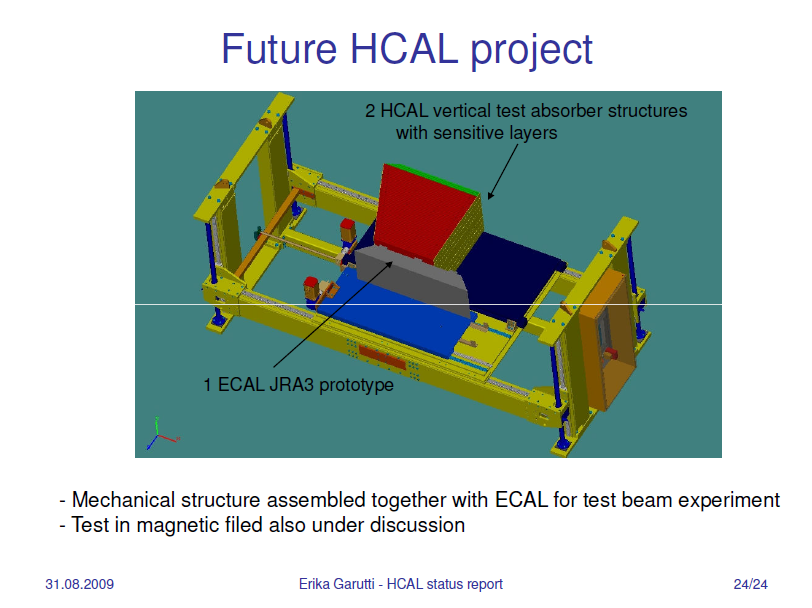 Future HCAL project
2 HCAL vertical test absorber structures
with sensitive layers
1 ECAL JRA3 prototype
- Mechanical structure assembled together with ECAL for test beam experiment
- Test in magnetic filed also under discussion
31.08.2009
Erika Garutti - HCAL status report
24/24